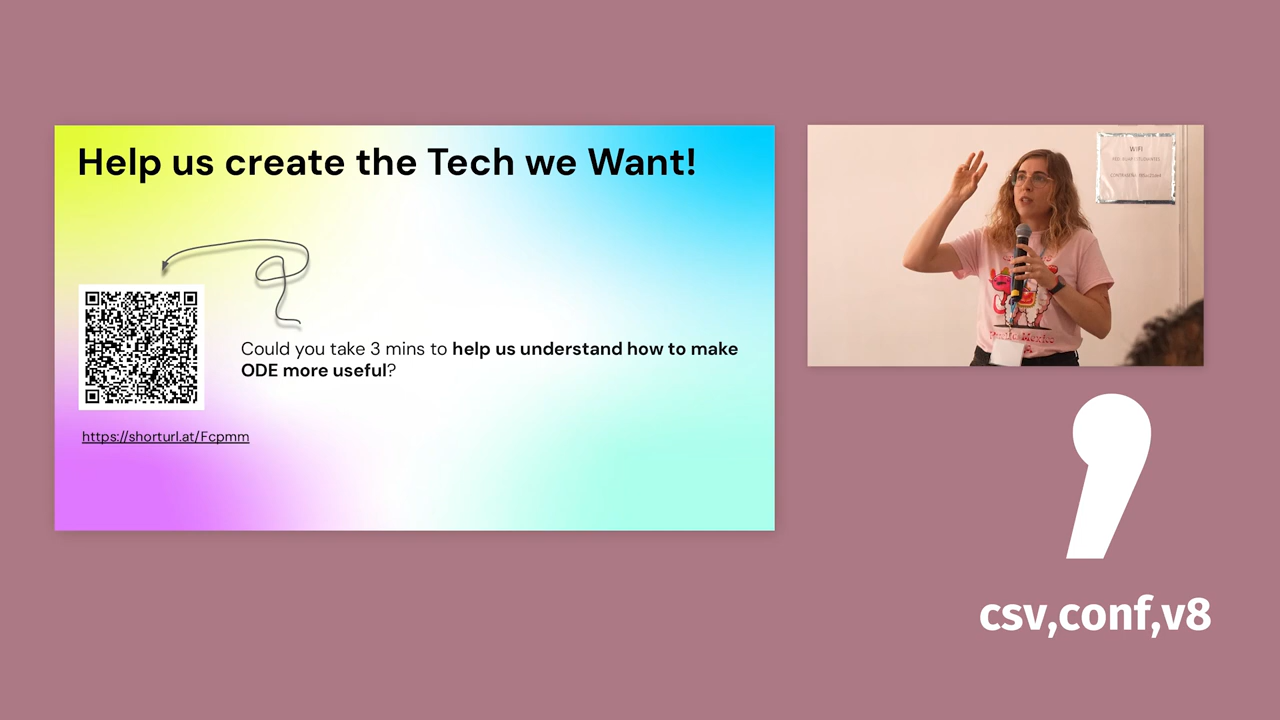 Help us create the Tech we Want!
Could you take 3 mins to help us understand how to make
ODE more useful?
https://shorturl.at/Fcpmm
WIFI
csv,conf,v8